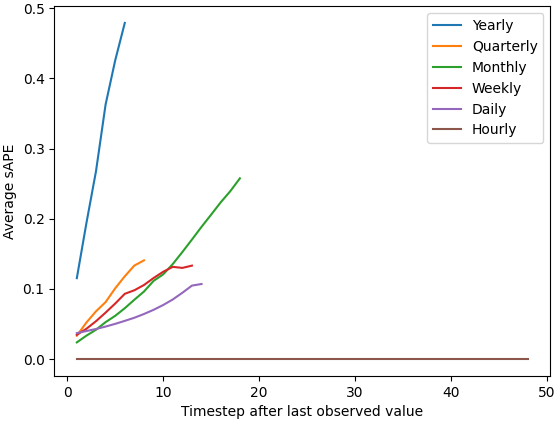 0.5
0.4
0.3
0.2
0.1
0.0
Average sAPE
Yearly
Quarterly
Monthly
Weekly
Daily
Hourly
0 10 20 30 40 50
Timestep after last observed value